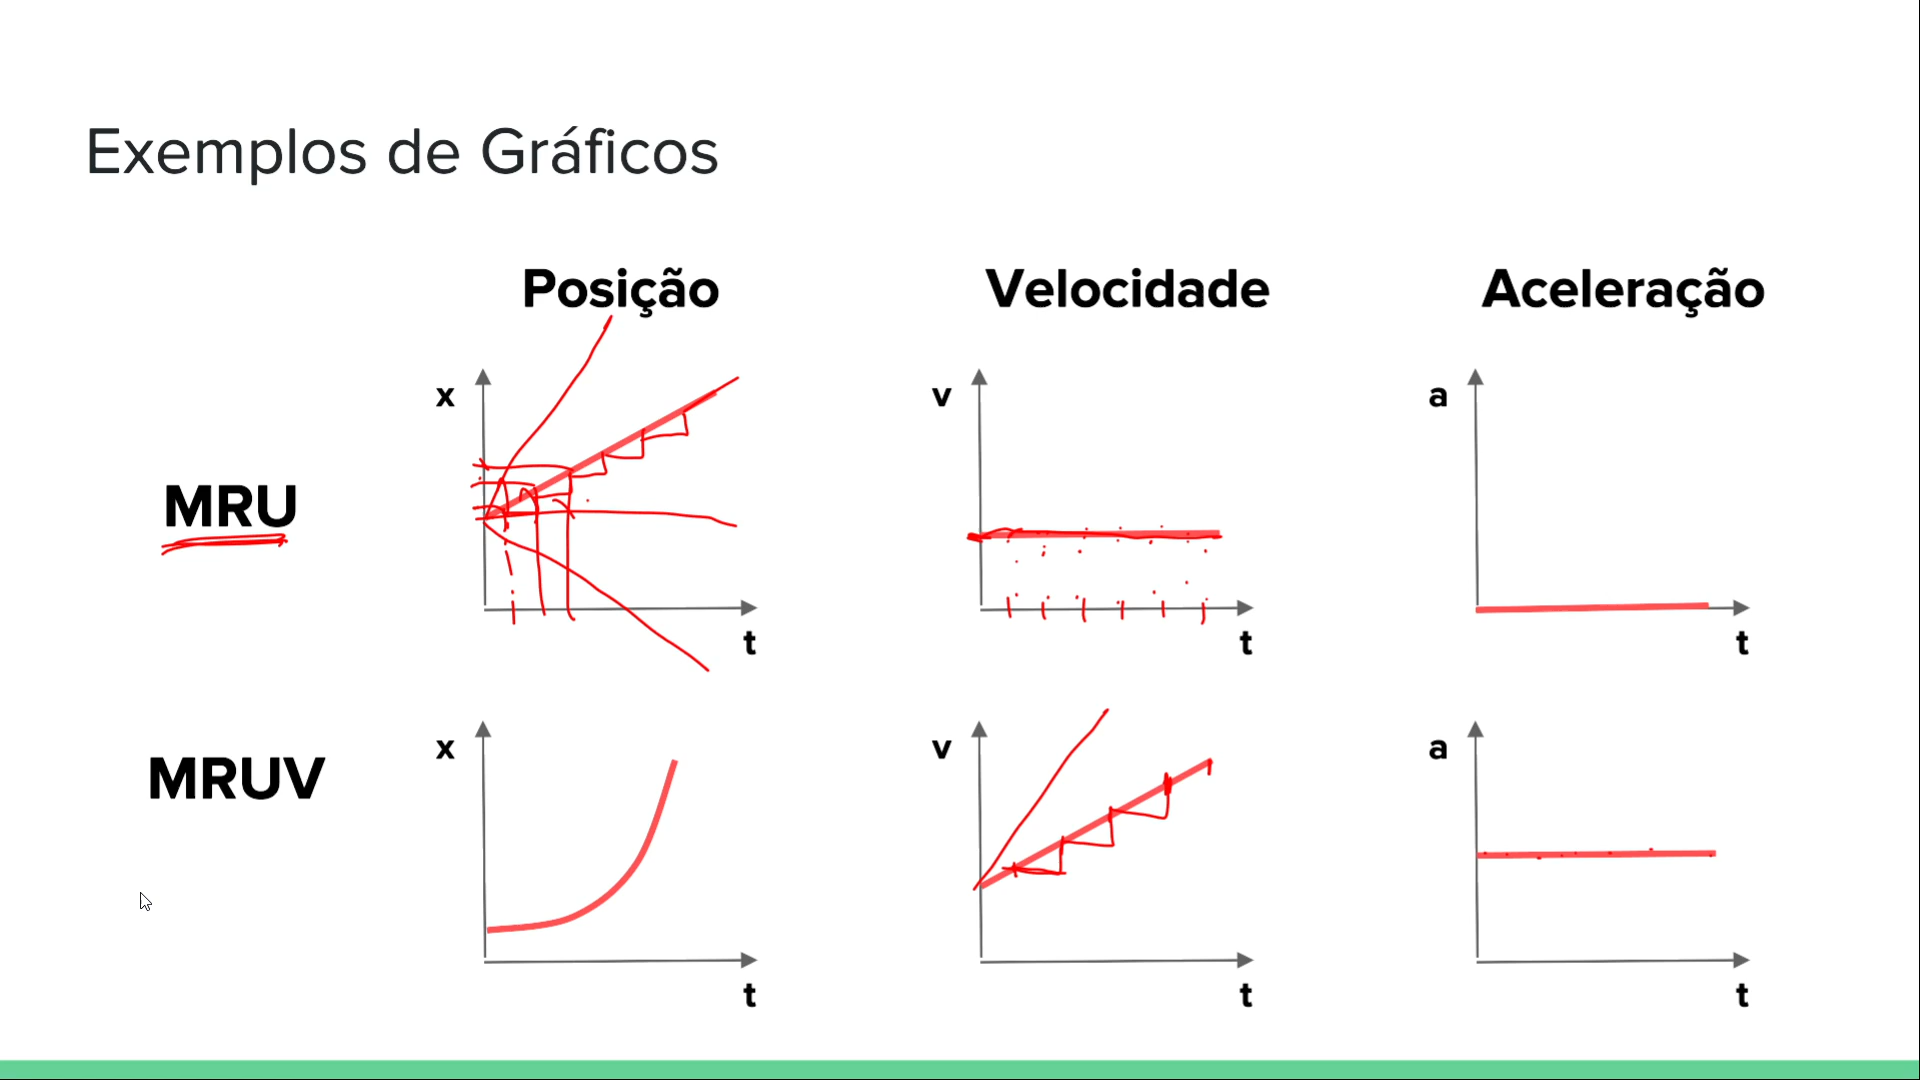 Exemplos de Gráficos
Posição Velocidade Aceleração
MRU
x
t
v
t
a
t
MRUV
x
t
v
t
a
t